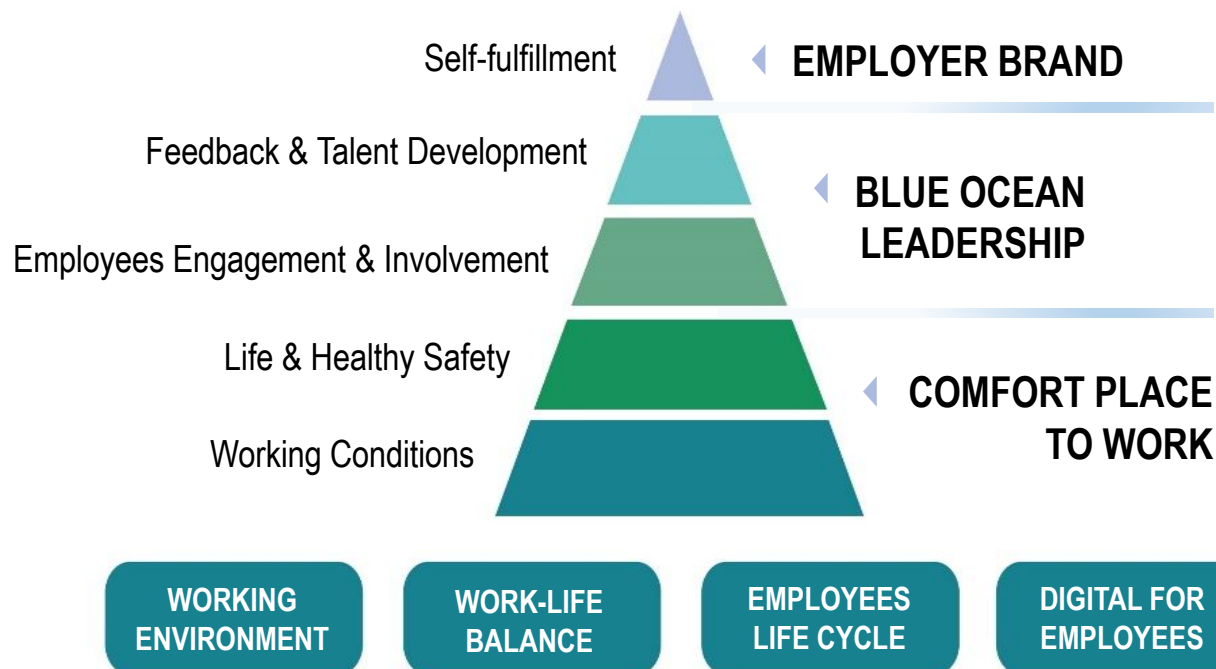 Self-fulfillment
EMPLOYER BRAND
Feedback & Talent Development
BLUE OCEAN
LEADERSHIP
Employees Engagement & Involvement
Life & Healthy Safety
COMFORT PLACE
TO WORK
Working Conditions
WORKING
ENVIRONMENT
WORK-LIFE
BALANCE
EMPLOYEES
LIFE CYCLE
DIGITAL FOR
EMPLOYEES